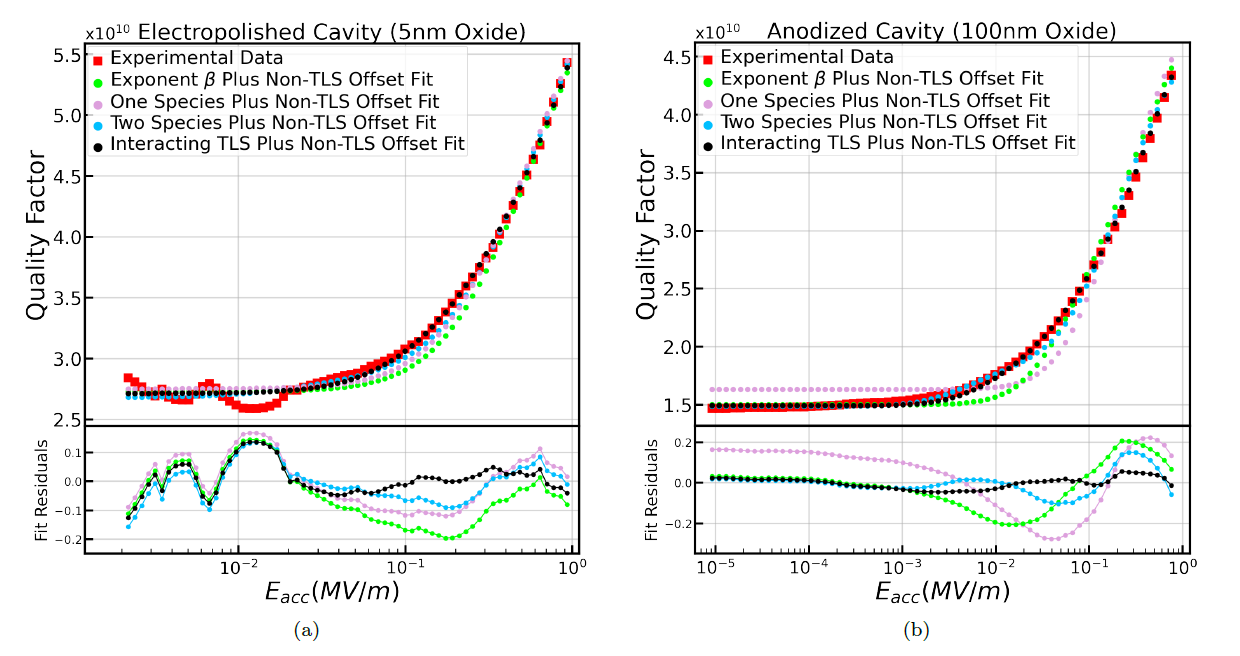 x10¹⁰ Electropolished Cavity (5nm Oxide)
Experimental Data
Exponent β Plus Non-TLS Offset Fit
One Species Plus Non-TLS Offset Fit
Two Species Plus Non-TLS Offset Fit
Interacting TLS Plus Non-TLS Offset Fit
Quality Factor
5.5
5.0
4.5
4.0
3.5
3.0
2.5
Fit Residuals
0.1
0.0
−0.1
−0.2
10⁻² 10⁻¹ 10⁰
E_acc(MV/m)
(a)
x10¹⁰ Anodized Cavity (100nm Oxide)
Experimental Data
Exponent β Plus Non-TLS Offset Fit
One Species Plus Non-TLS Offset Fit
Two Species Plus Non-TLS Offset Fit
Interacting TLS Plus Non-TLS Offset Fit
Quality Factor
4.5
4.0
3.5
3.0
2.5
2.0
1.5
Fit Residuals
0.2
0.0
−0.2
10⁻⁵ 10⁻⁴ 10⁻³ 10⁻² 10⁻¹ 10⁰
E_acc(MV/m)
(b)